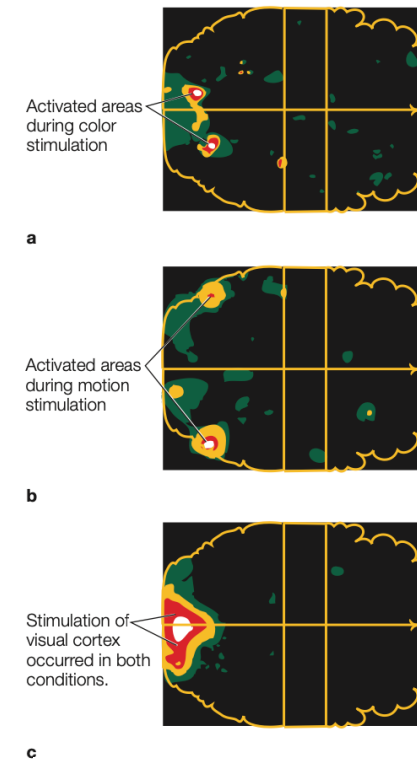 Activated areas
during color
stimulation
a
Activated areas
during motion
stimulation
b
Stimulation of
visual cortex
occurred in both
conditions.
c